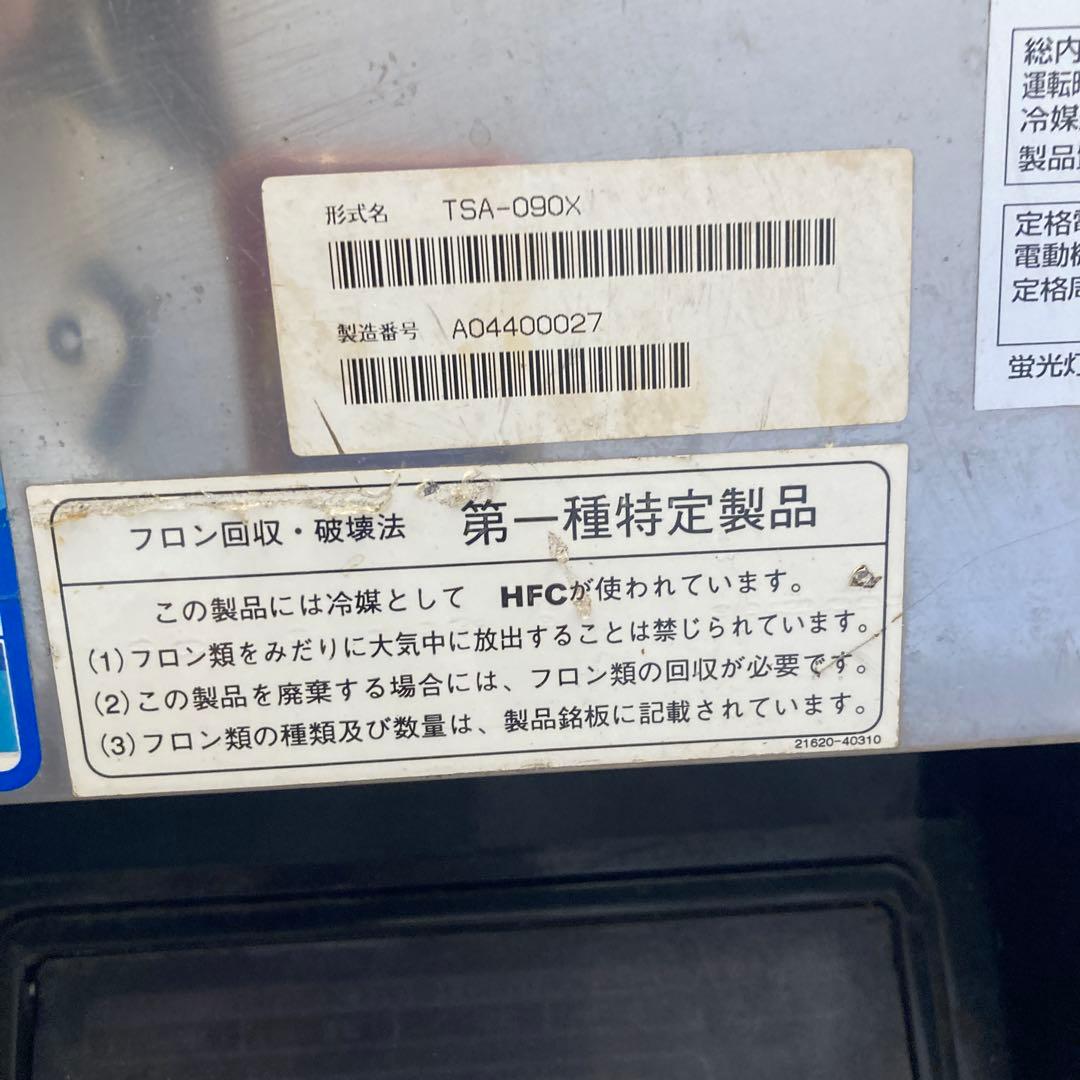 形式名 TSA-090X
製造番号 A04400027
フロン回収・破壊法 第一種特定製品
この製品には冷媒として HFCが使われています。
(1)フロン類をみだりに大気中に放出することは禁じられています。
(2)この製品を廃棄する場合には、フロン類の回収が必要です。
(3)フロン類の種類及び数量は、製品銘板に記載されています。
21620-40310
総内
運転
冷媒
製品
定格
電動
定格
蛍光灯